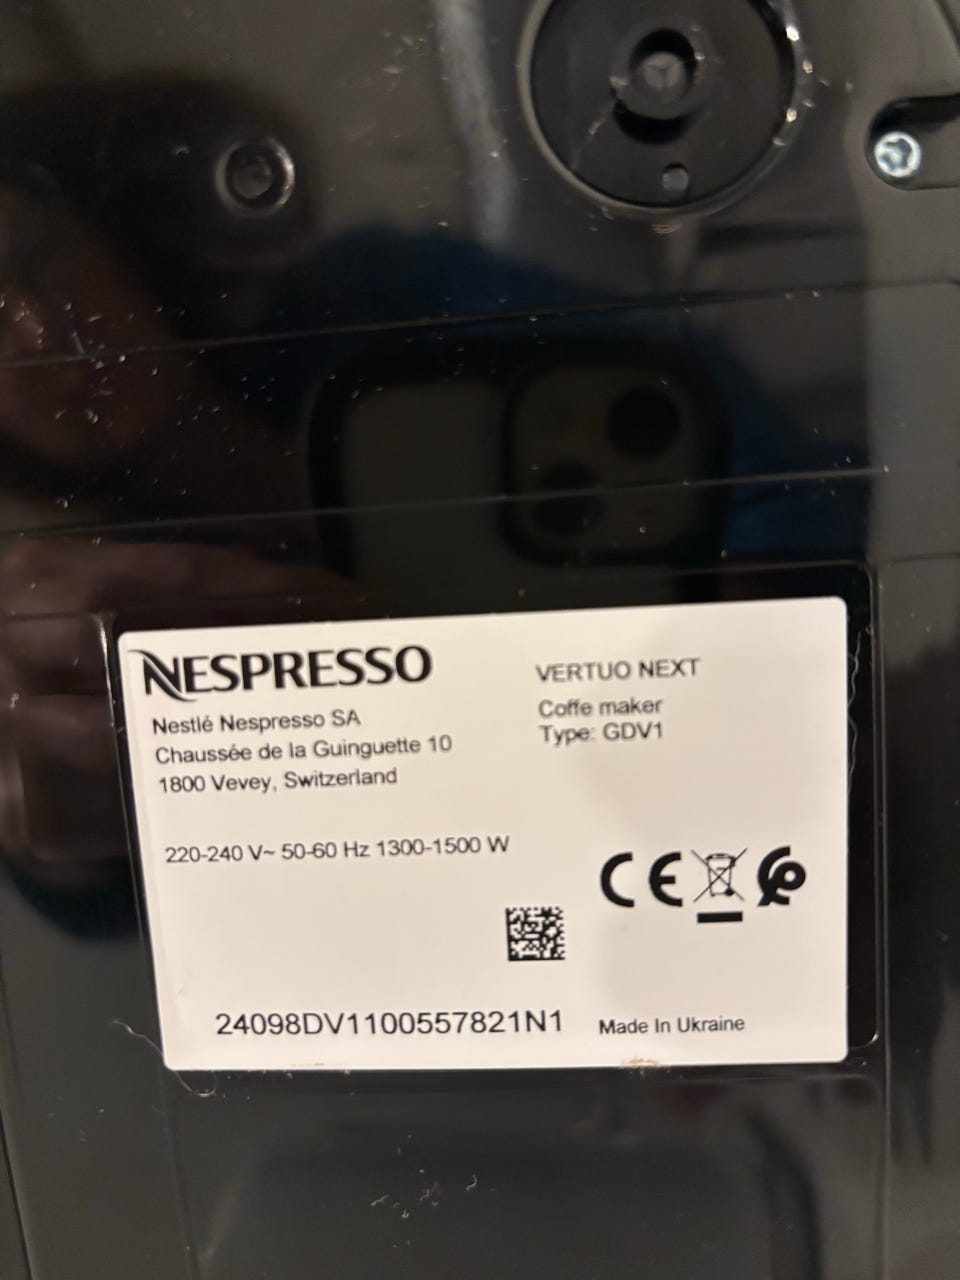 NESPRESSO
Nestlé Nespresso SA
Chaussée de la Guinguette 10
1800 Vevey, Switzerland
VERTUO NEXT
Coffe maker
Type: GDV1
220-240 V~ 50-60 Hz 1300-1500 W
CE
24098DV1100557821N1
Made In Ukraine